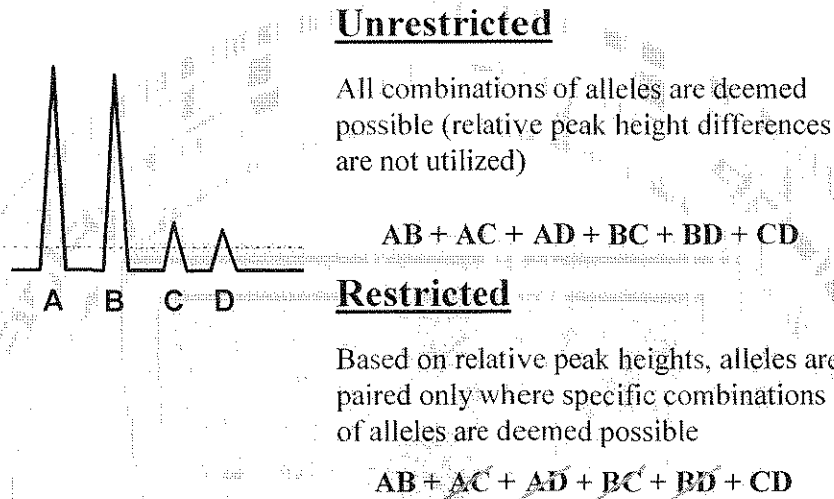 Unrestricted
All combinations of alleles are deemed
possible (relative peak height differences
are not utilized)
AB + AC + AD + BC + BD + CD
A B C D
Restricted
Based on relative peak heights, alleles are
paired only where specific combinations
of alleles are deemed possible
AB + AC + AD + BC + BD + CD